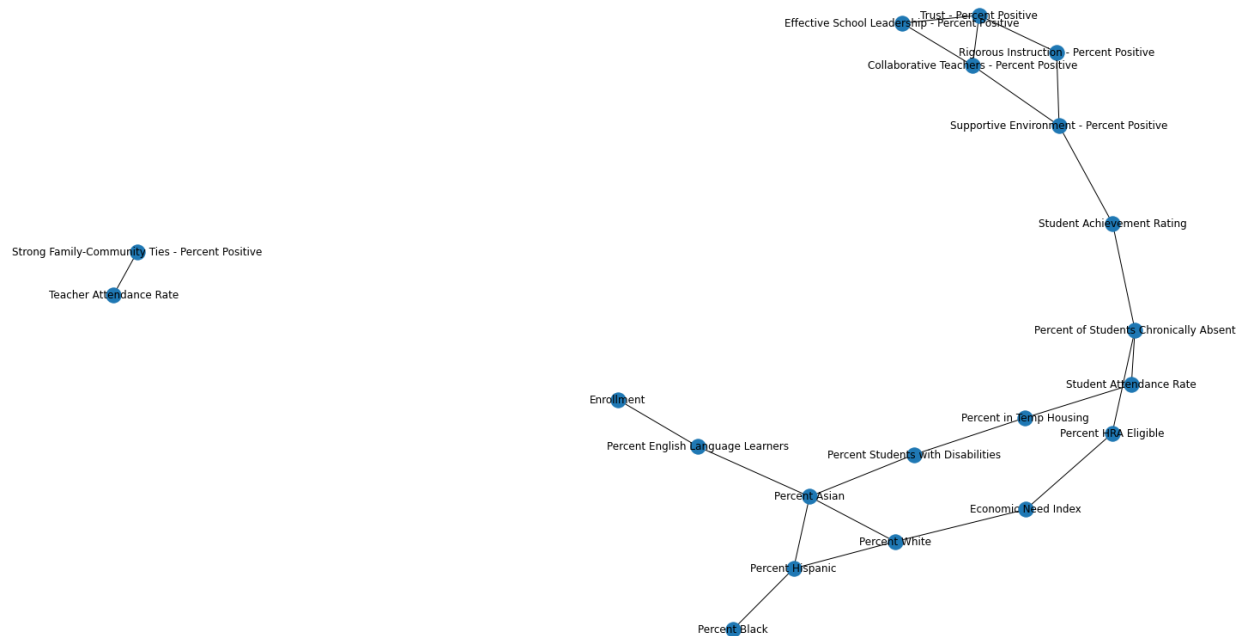 Trust - Percent Positive
Effective School Leadership - Percent Positive
Rigorous Instruction - Percent Positive
Collaborative Teachers - Percent Positive
Supportive Environment - Percent Positive
Student Achievement Rating
Strong Family-Community Ties - Percent Positive
Teacher Attendance Rate
Percent of Students Chronically Absent
Student Attendance Rate
Enrollment
Percent in Temp Housing
Percent HRA Eligible
Percent English Language Learners
Percent Students with Disabilities
Percent Asian
Economic Need Index
Percent White
Percent Hispanic
Percent Black